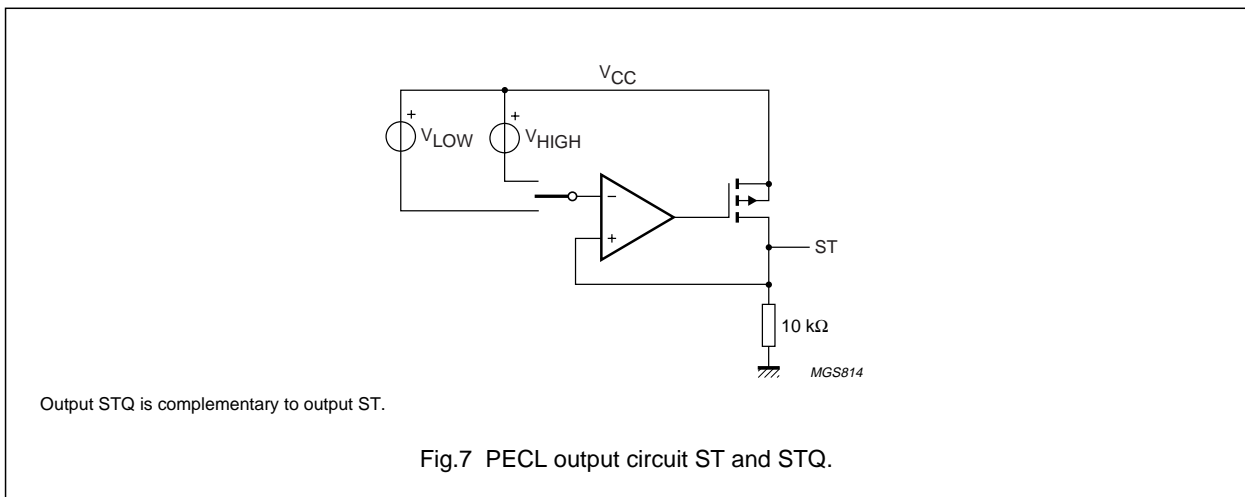 VCC
VLOW
VHIGH
−
+
ST
10 kΩ
MGS814
Output STQ is complementary to output ST.
Fig.7 PECL output circuit ST and STQ.